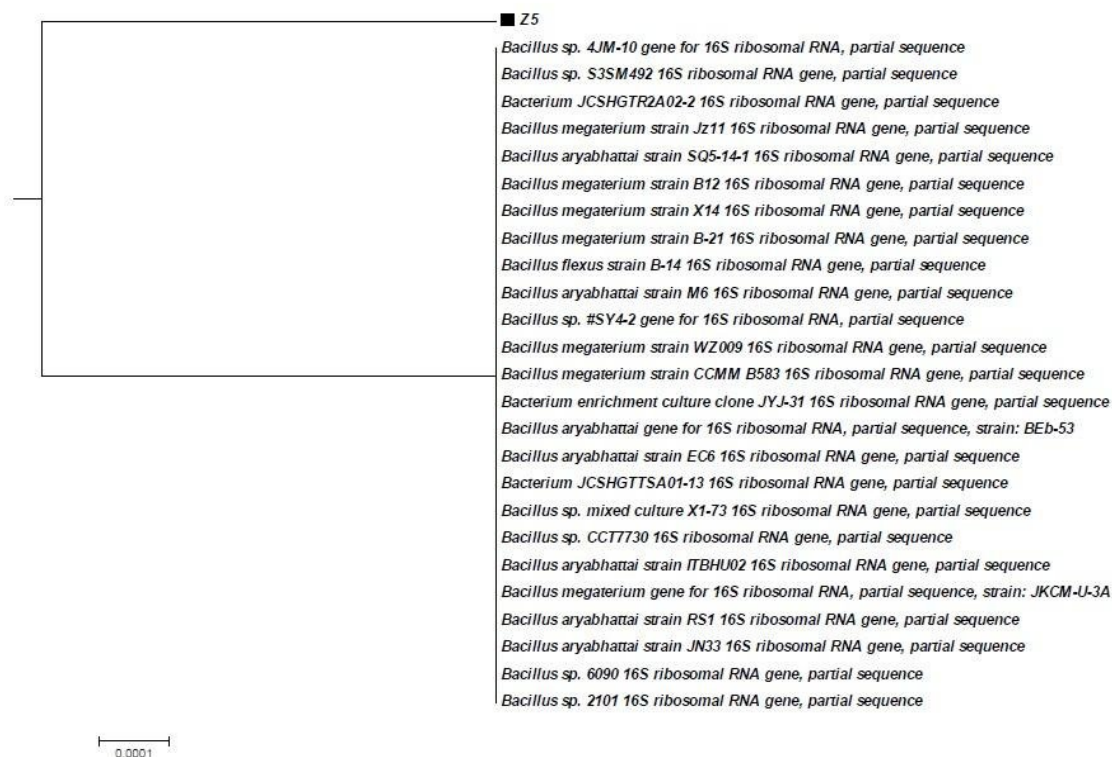 Z5
Bacillus sp. 4JM-10 gene for 16S ribosomal RNA, partial sequence
Bacillus sp. S3SM492 16S ribosomal RNA gene, partial sequence
Bacterium JCSHGTR2A02-2 16S ribosomal RNA gene, partial sequence
Bacillus megaterium strain Jz11 16S ribosomal RNA gene, partial sequence
Bacillus aryabhattai strain SQ5-14-1 16S ribosomal RNA gene, partial sequence
Bacillus megaterium strain B12 16S ribosomal RNA gene, partial sequence
Bacillus megaterium strain X14 16S ribosomal RNA gene, partial sequence
Bacillus megaterium strain B-21 16S ribosomal RNA gene, partial sequence
Bacillus flexus strain B-14 16S ribosomal RNA gene, partial sequence
Bacillus aryabhattai strain M6 16S ribosomal RNA gene, partial sequence
Bacillus sp. #SY4-2 gene for 16S ribosomal RNA, partial sequence
Bacillus megaterium strain WZ009 16S ribosomal RNA gene, partial sequence
Bacillus megaterium strain CCMM B583 16S ribosomal RNA gene, partial sequence
Bacterium enrichment culture clone JYJ-31 16S ribosomal RNA gene, partial sequence
Bacillus aryabhattai gene for 16S ribosomal RNA, partial sequence, strain: BEb-53
Bacillus aryabhattai strain EC6 16S ribosomal RNA gene, partial sequence
Bacterium JCSHGTTSA01-13 16S ribosomal RNA gene, partial sequence
Bacillus sp. mixed culture X1-73 16S ribosomal RNA gene, partial sequence
Bacillus sp. CCT7730 16S ribosomal RNA gene, partial sequence
Bacillus aryabhattai strain ITBHU02 16S ribosomal RNA gene, partial sequence
Bacillus megaterium gene for 16S ribosomal RNA, partial sequence, strain: JKCM-U-3A
Bacillus aryabhattai strain RS1 16S ribosomal RNA gene, partial sequence
Bacillus aryabhattai strain JN33 16S ribosomal RNA gene, partial sequence
Bacillus sp. 6090 16S ribosomal RNA gene, partial sequence
Bacillus sp. 2101 16S ribosomal RNA gene, partial sequence
0.0001